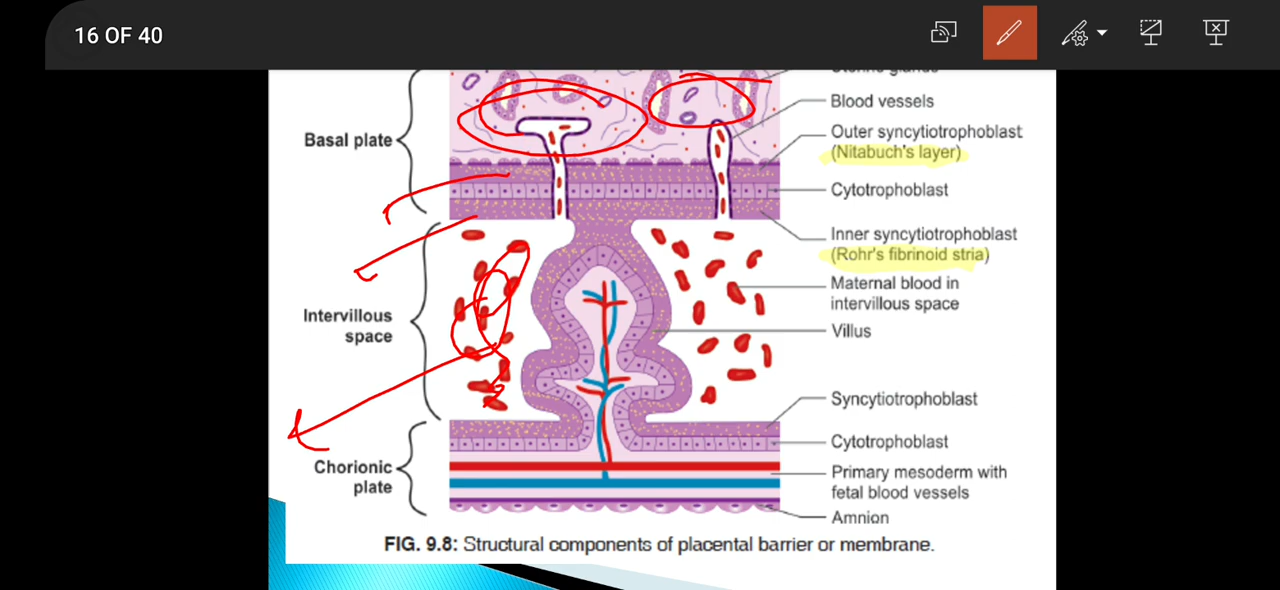 16 OF 40
Uterine glands
Blood vessels
Basal plate
Outer syncytiotrophoblast
(Nitabuch's layer)
Cytotrophoblast
Inner syncytiotrophoblast
(Rohr's fibrinoid stria)
Maternal blood in
intervillous space
Intervillous
space
Villus
Syncytiotrophoblast
Cytotrophoblast
Chorionic
plate
Primary mesoderm with
fetal blood vessels
Amnion
FIG. 9.8: Structural components of placental barrier or membrane.